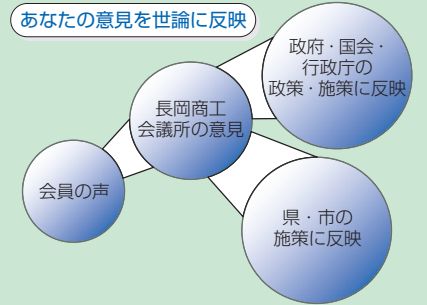 あなたの意見を世論に反映
政府・国会・
行政庁の
政策・施策に反映
長岡商工
会議所の意見
会員の声
県・市の
施策に反映